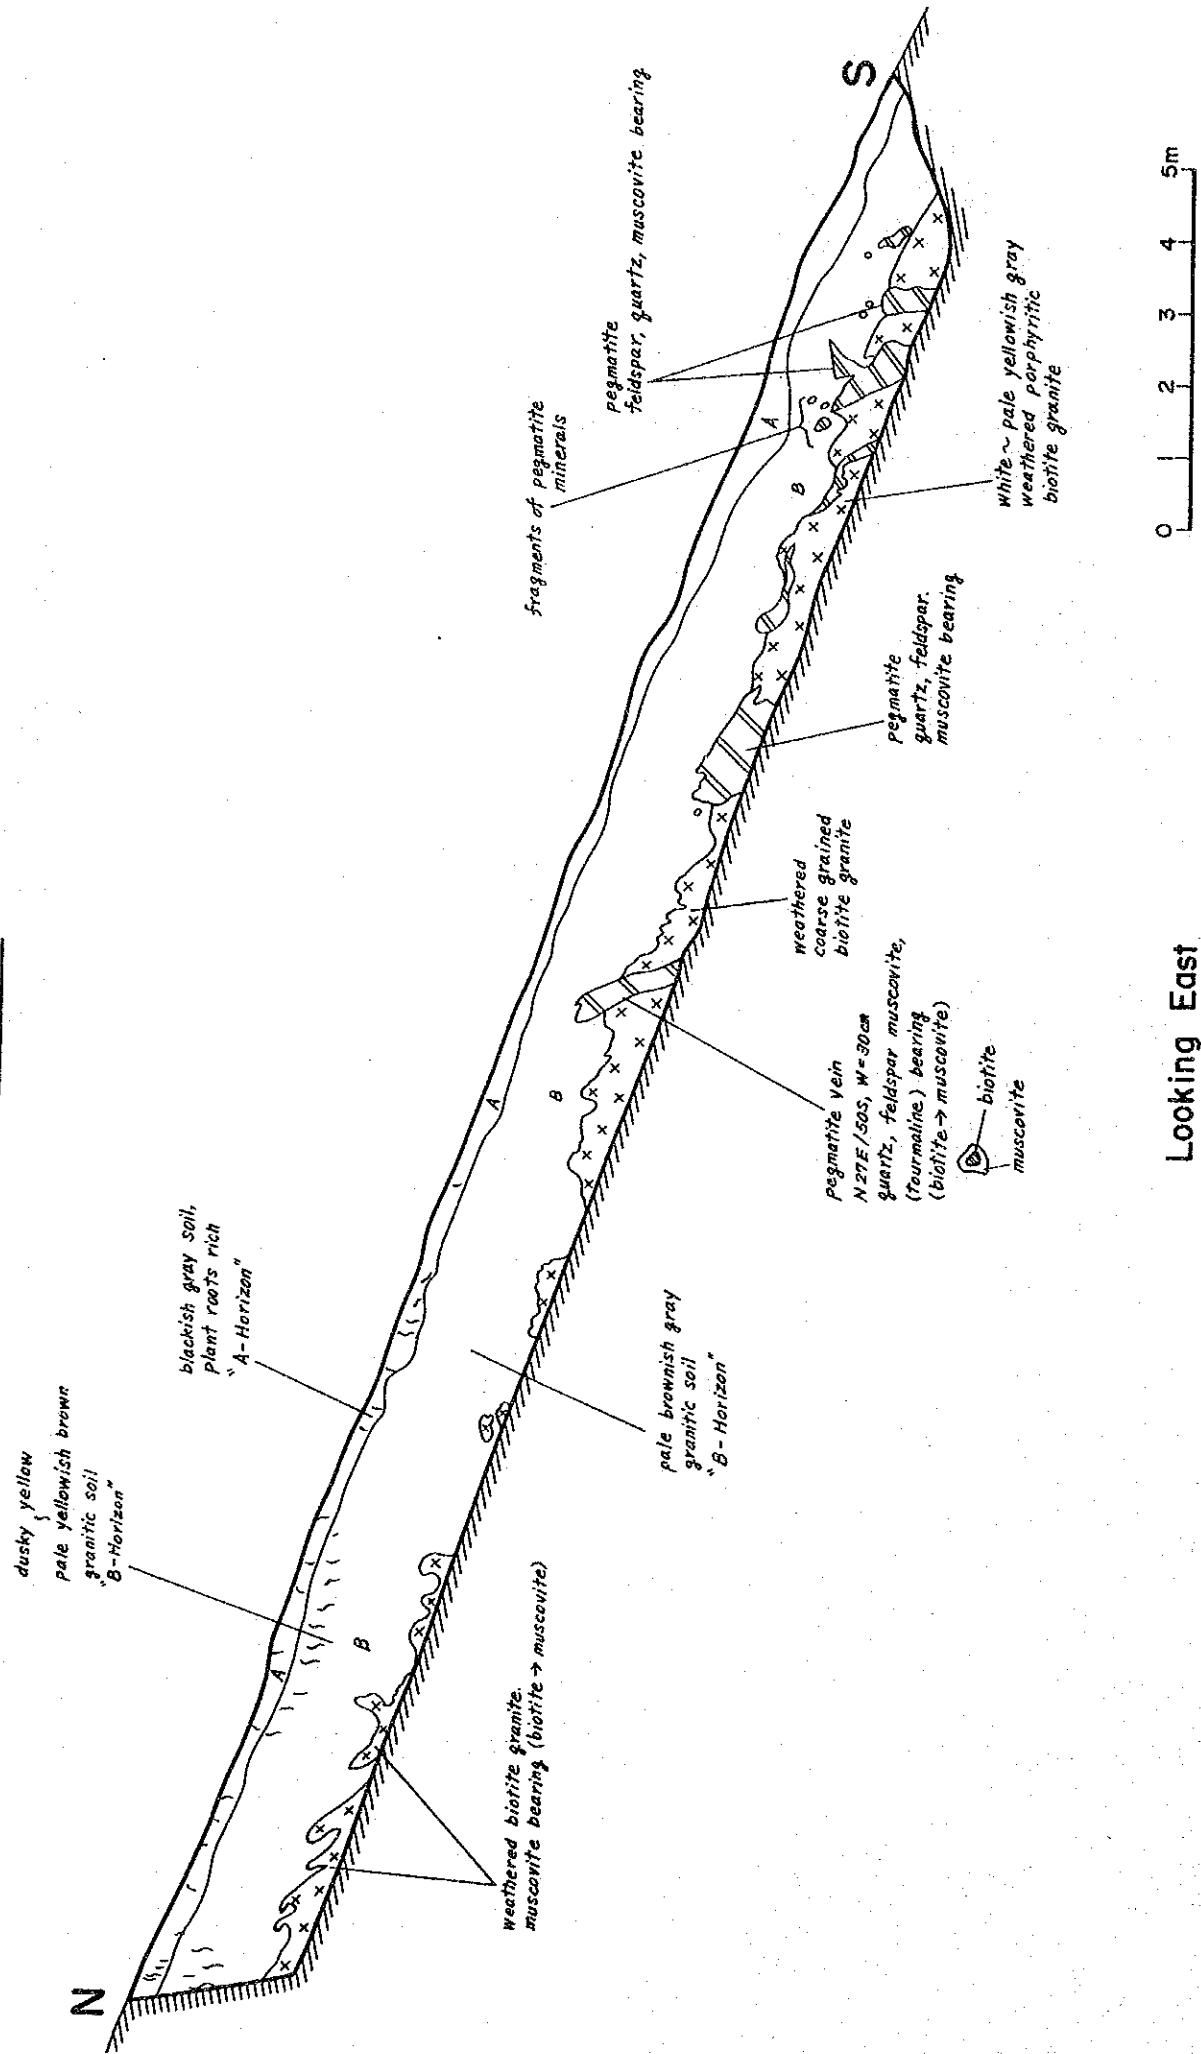 N
S
dusky yellow
~
pale yellowish brown
granitic soil
"B-Horizon"
blackish gray soil,
plant roots rich
"A-Horizon"
fragments of pegmatite
minerals
pegmatite
feldspar, quartz, muscovite bearing
A
A
A
B
B
B
weathered biotite granite.
muscovite bearing (biotite → muscovite)
pale brownish gray
granitic soil
"B-Horizon"
pegmatite vein
N27E/50S, W=30cm
quartz, feldspar muscovite,
(tourmaline) bearing
(biotite → muscovite)
biotite
muscovite
weathered
coarse grained
biotite granite
pegmatite
quartz, feldspar.
muscovite bearing
white ~ pale yellowish gray
weathered porphyritic
biotite granite
Looking East
0 1 2 3 4 5m